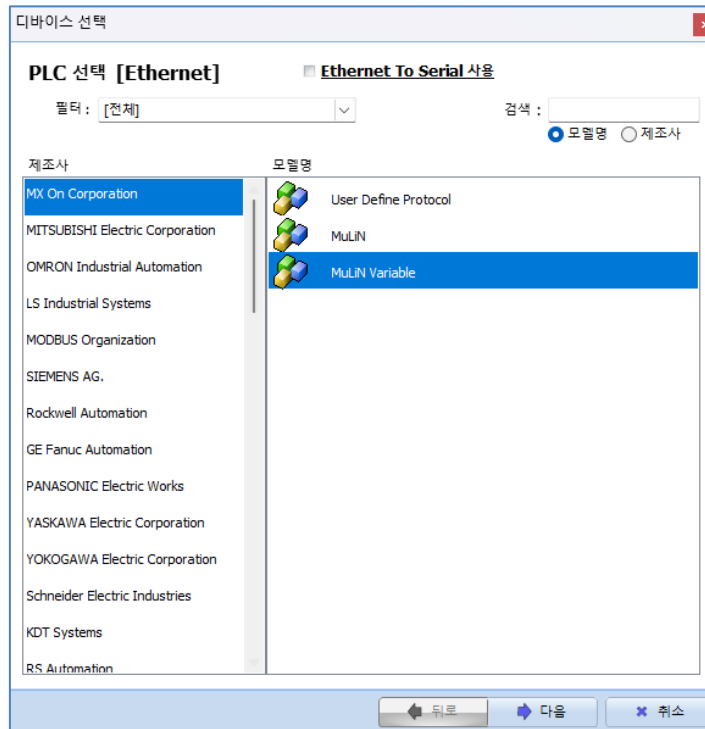 디바이스 선택
PLC 선택 [Ethernet]
Ethernet To Serial 사용
필터 : [전체]
검색 :
모델명 제조사
제조사
모델명
MX On Corporation
MITSUBISHI Electric Corporation
OMRON Industrial Automation
LS Industrial Systems
MODBUS Organization
SIEMENS AG.
Rockwell Automation
GE Fanuc Automation
PANASONIC Electric Works
YASKAWA Electric Corporation
YOKOGAWA Electric Corporation
Schneider Electric Industries
KDT Systems
RS Automation
User Define Protocol
MuLiN
MuLiN Variable
뒤로
다음
취소